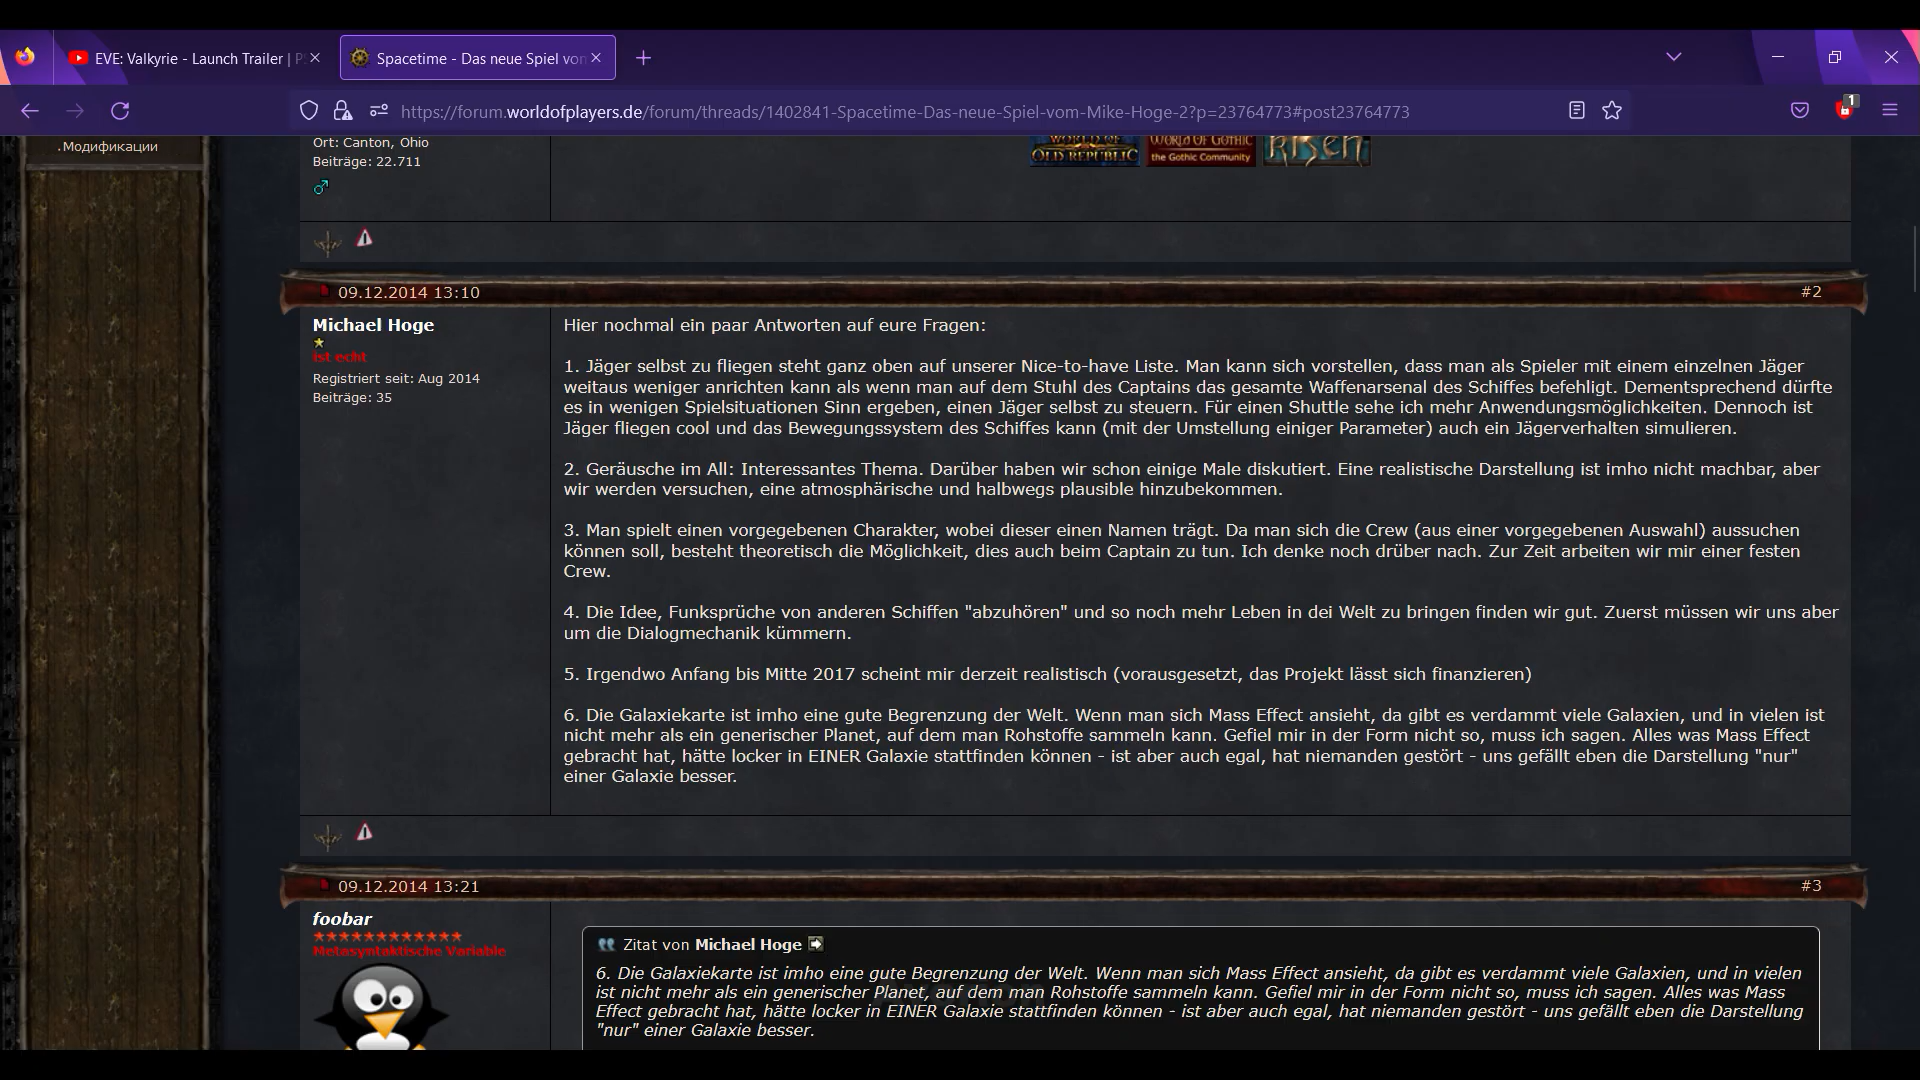 EVE: Valkyrie - Launch Trailer | PS
Spacetime - Das neue Spiel von
https://forum.worldofplayers.de/forum/threads/1402841-Spacetime-Das-neue-Spiel-vom-Mike-Hoge-2?p=23764773#post23764773
1
.Модификации
Ort: Canton, Ohio
Beiträge: 22.711
WORLD OF OLD REPUBLIC
WORLD OF GOTHIC
the Gothic Community
Risen
09.12.2014 13:10
#2
Michael Hoge
ist echt
Registriert seit: Aug 2014
Beiträge: 35
Hier nochmal ein paar Antworten auf eure Fragen:
1. Jäger selbst zu fliegen steht ganz oben auf unserer Nice-to-have Liste. Man kann sich vorstellen, dass man als Spieler mit einem einzelnen Jäger
weitaus weniger anrichten kann als wenn man auf dem Stuhl des Captains das gesamte Waffenarsenal des Schiffes befehligt. Dementsprechend dürfte
es in wenigen Spielsituationen Sinn ergeben, einen Jäger selbst zu steuern. Für einen Shuttle sehe ich mehr Anwendungsmöglichkeiten. Dennoch ist
Jäger fliegen cool und das Bewegungssystem des Schiffes kann (mit der Umstellung einiger Parameter) auch ein Jägerverhalten simulieren.
2. Geräusche im All: Interessantes Thema. Darüber haben wir schon einige Male diskutiert. Eine realistische Darstellung ist imho nicht machbar, aber
wir werden versuchen, eine atmosphärische und halbwegs plausible hinzubekommen.
3. Man spielt einen vorgegebenen Charakter, wobei dieser einen Namen trägt. Da man sich die Crew (aus einer vorgegebenen Auswahl) aussuchen
können soll, besteht theoretisch die Möglichkeit, dies auch beim Captain zu tun. Ich denke noch drüber nach. Zur Zeit arbeiten wir mir einer festen
Crew.
4. Die Idee, Funksprüche von anderen Schiffen "abzuhören" und so noch mehr Leben in dei Welt zu bringen finden wir gut. Zuerst müssen wir uns aber
um die Dialogmechanik kümmern.
5. Irgendwo Anfang bis Mitte 2017 scheint mir derzeit realistisch (vorausgesetzt, das Projekt lässt sich finanzieren)
6. Die Galaxiekarte ist imho eine gute Begrenzung der Welt. Wenn man sich Mass Effect ansieht, da gibt es verdammt viele Galaxien, und in vielen ist
nicht mehr als ein generischer Planet, auf dem man Rohstoffe sammeln kann. Gefiel mir in der Form nicht so, muss ich sagen. Alles was Mass Effect
gebracht hat, hätte locker in EINER Galaxie stattfinden können - ist aber auch egal, hat niemanden gestört - uns gefällt eben die Darstellung "nur"
einer Galaxie besser.
09.12.2014 13:21
#3
foobar
Metasyntaktische Variable
Zitat von Michael Hoge
6. Die Galaxiekarte ist imho eine gute Begrenzung der Welt. Wenn man sich Mass Effect ansieht, da gibt es verdammt viele Galaxien, und in vielen
ist nicht mehr als ein generischer Planet, auf dem man Rohstoffe sammeln kann. Gefiel mir in der Form nicht so, muss ich sagen. Alles was Mass
Effect gebracht hat, hätte locker in EINER Galaxie stattfinden können - ist aber auch egal, hat niemanden gestört - uns gefällt eben die Darstellung
"nur" einer Galaxie besser.